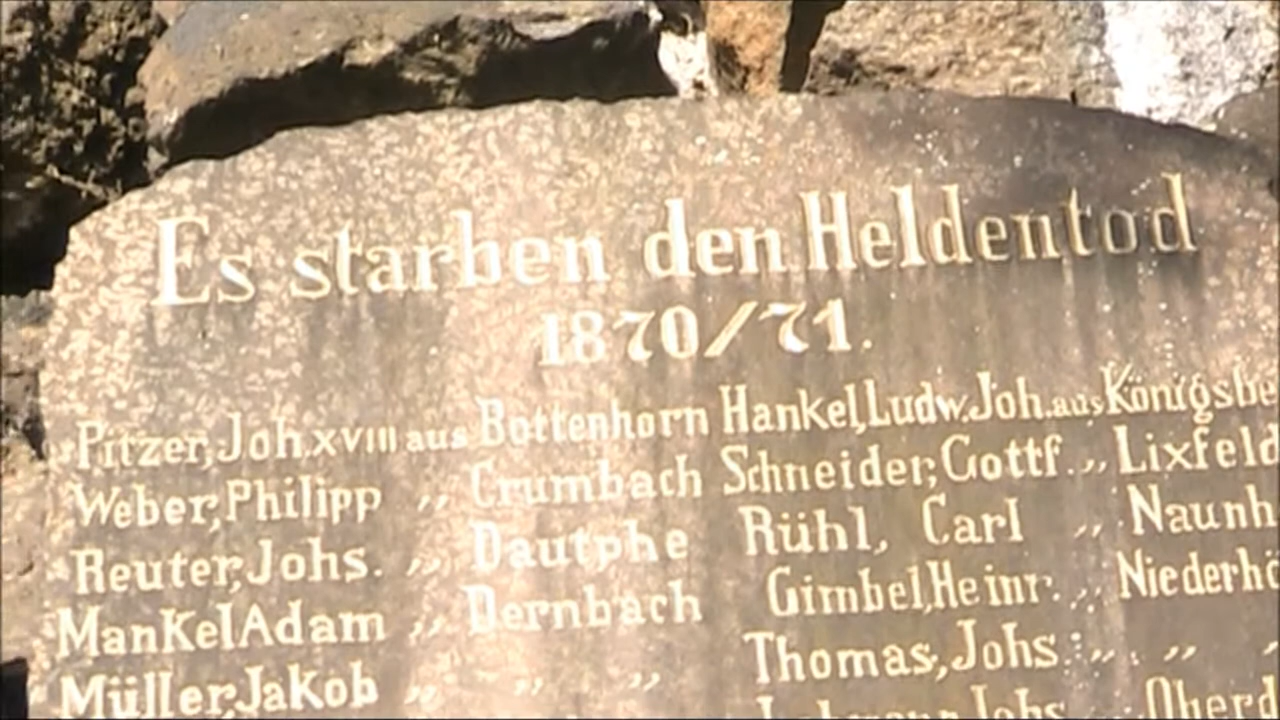 Es starben den Heldentod
1870/71.
Pitzer, Joh. XVIII aus Bottenhorn Hankel, Ludw. Joh. aus Königsbe
Weber, Philipp „ Crumbach Schneider, Gottf. „ Lixfeld
Reuter, Johs. „ Dautphe Rühl, Carl „ Naunh
Mankel Adam „ Dernbach Gimbel, Heinr. „ Niederhö
Müller, Jakob „ „ „ Thomas, Johs. „ „
Johs. Oberd